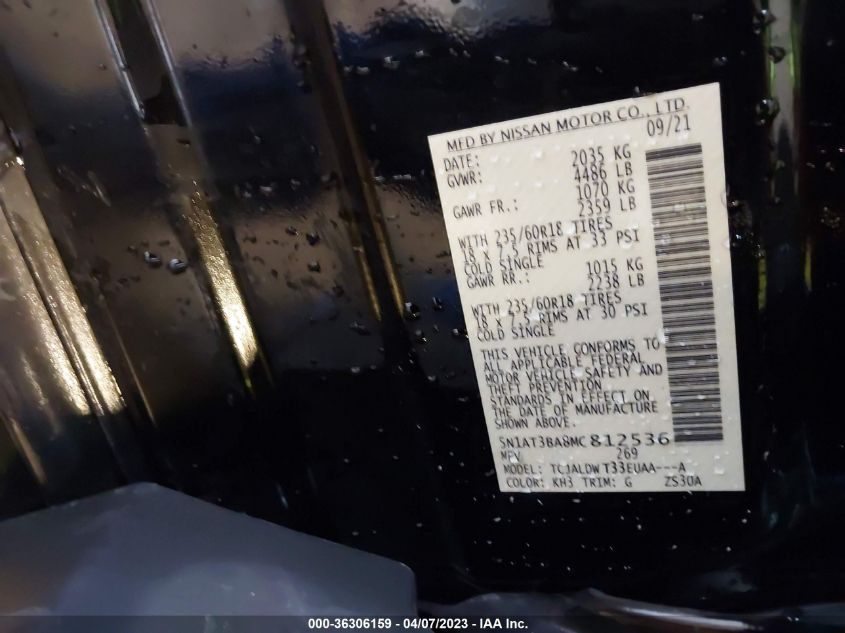 MFD BY NISSAN MOTOR CO., LTD.
DATE: 09/21
GVWR: 2035 KG
4486 LB
GAWR FR.: 1070 KG
2359 LB
WITH 235/60R18 TIRES
18 x 7.5 RIMS AT 33 PSI
COLD SINGLE
GAWR RR.: 1015 KG
2238 LB
WITH 235/60R18 TIRES
18 x 7.5 RIMS AT 30 PSI
COLD SINGLE
THIS VEHICLE CONFORMS TO
ALL APPLICABLE FEDERAL
MOTOR VEHICLE SAFETY AND
THEFT PREVENTION
STANDARDS IN EFFECT ON
THE DATE OF MANUFACTURE
SHOWN ABOVE.
5N1AT3BA8MC812536
MPV 269
MODEL: TCJALDWT33EUAA---A
COLOR: KH3 TRIM: G ZS30A
000-36306159 - 04/07/2023 - IAA Inc.